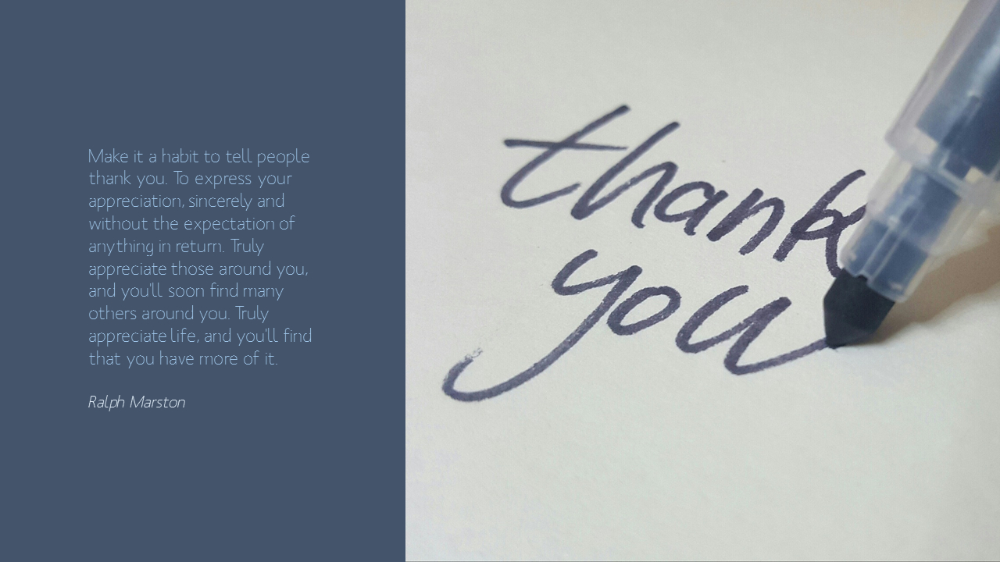 Make it a habit to tell people
thank you. To express your
appreciation, sincerely and
without the expectation of
anything in return. Truly
appreciate those around you,
and you'll soon find many
others around you. Truly
appreciate life, and you'll find
that you have more of it.
Ralph Marston
thank
you